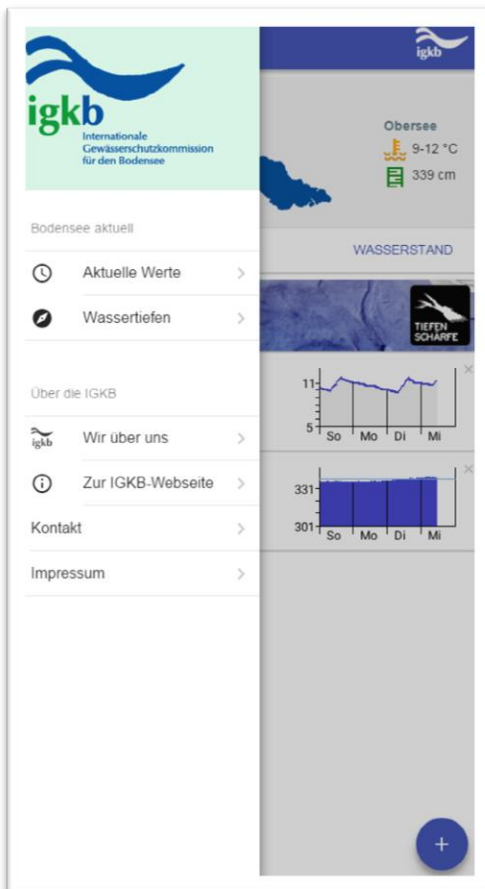 igkb
Internationale
Gewässerschutzkommission
für den Bodensee
Bodensee aktuell
Aktuelle Werte
Wassertiefen
Über die IGKB
igkb
Wir über uns
Zur IGKB-Webseite
Kontakt
Impressum
igkb
Obersee
9-12 °C
339 cm
WASSERSTAND
TIEFEN
SCHÄRFE
11
5
So Mo Di Mi
331
301
So Mo Di Mi
+